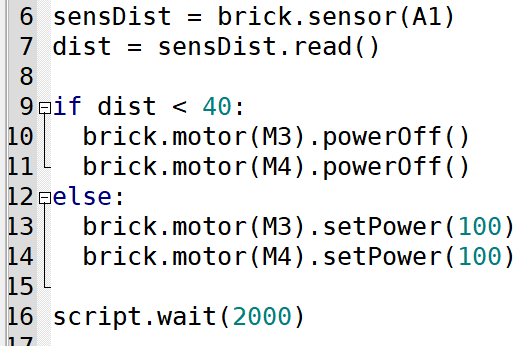 6 sensDist = brick.sensor(A1)
7 dist = sensDist.read()
8
9 if dist < 40:
10   brick.motor(M3).powerOff()
11   brick.motor(M4).powerOff()
12 else:
13   brick.motor(M3).setPower(100)
14   brick.motor(M4).setPower(100)
15
16 script.wait(2000)
17